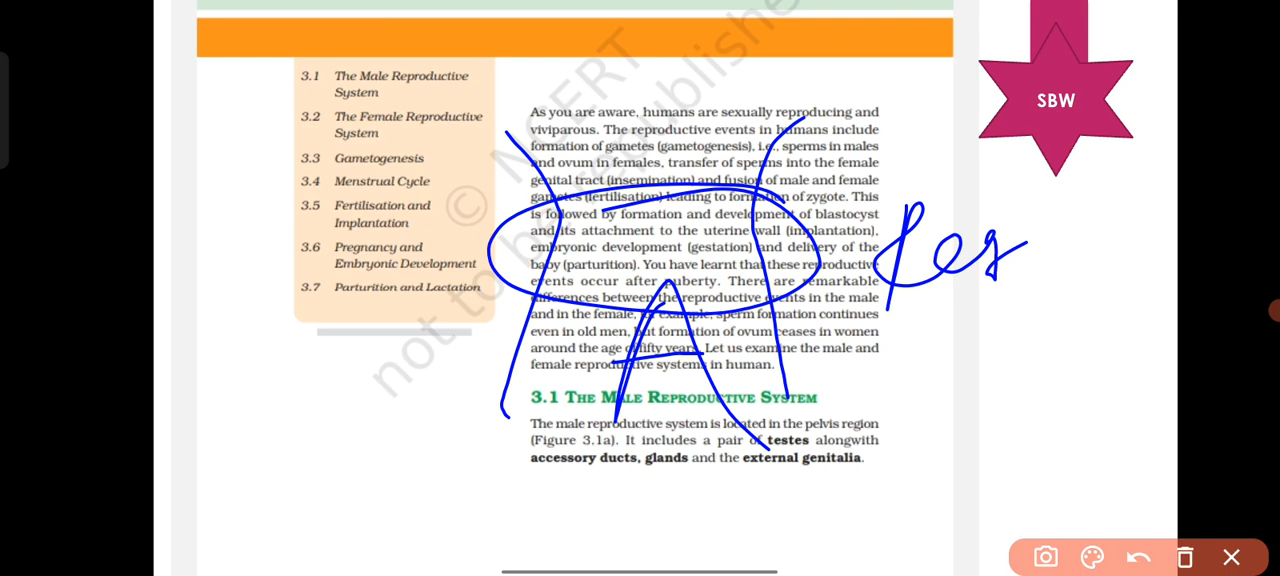 SBW
3.1 The Male Reproductive
System
3.2 The Female Reproductive
System
3.3 Gametogenesis
3.4 Menstrual Cycle
3.5 Fertilisation and
Implantation
3.6 Pregnancy and
Embryonic Development
3.7 Parturition and Lactation
© NCERT
not to be republished
As you are aware, humans are sexually reproducing and
viviparous. The reproductive events in humans include
formation of gametes (gametogenesis), i.e., sperms in males
and ovum in females, transfer of sperms into the female
genital tract (insemination) and fusion of male and female
gametes (fertilisation) leading to formation of zygote. This
is followed by formation and development of blastocyst
and its attachment to the uterine wall (implantation),
embryonic development (gestation) and delivery of the
baby (parturition). You have learnt that these reproductive
events occur after puberty. There are remarkable
differences between the reproductive events in the male
and in the female, for example, sperm formation continues
even in old men, but formation of ovum ceases in women
around the age of fifty years. Let us examine the male and
female reproductive systems in human.
3.1 THE MALE REPRODUCTIVE SYSTEM
The male reproductive system is located in the pelvis region
(Figure 3.1a). It includes a pair of testes alongwith
accessory ducts, glands and the external genitalia.